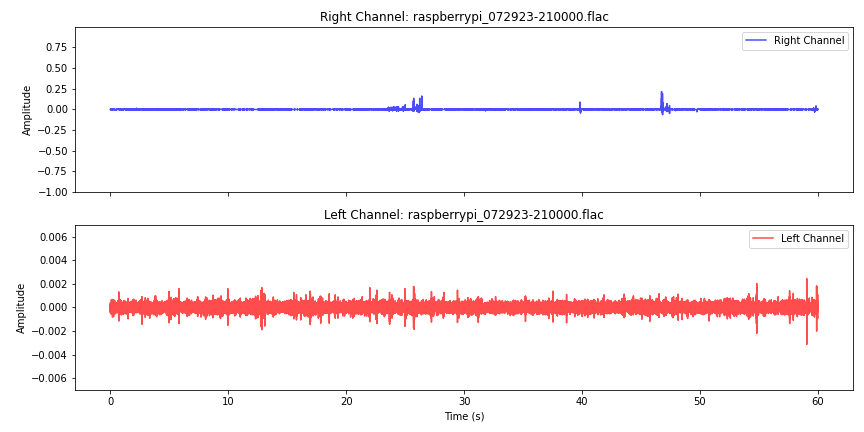 Right Channel: raspberrypi_072923-210000.flac
Right Channel
0.75
0.50
0.25
0.00
−0.25
−0.50
−0.75
−1.00
Amplitude
Left Channel: raspberrypi_072923-210000.flac
Left Channel
0.006
0.004
0.002
0.000
−0.002
−0.004
−0.006
Amplitude
0 10 20 30 40 50 60
Time (s)